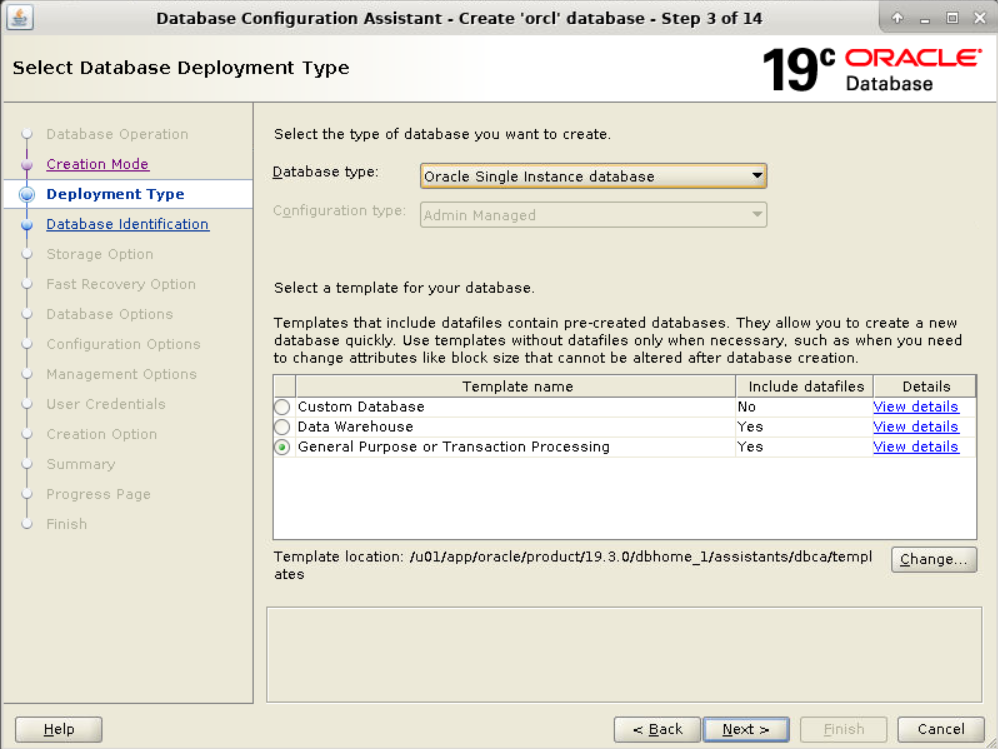 Database Configuration Assistant - Create 'orcl' database - Step 3 of 14
Select Database Deployment Type
19c ORACLE
Database
Database Operation
Creation Mode
Deployment Type
Database Identification
Storage Option
Fast Recovery Option
Database Options
Configuration Options
Management Options
User Credentials
Creation Option
Summary
Progress Page
Finish
Select the type of database you want to create.
Database type: Oracle Single Instance database
Configuration type: Admin Managed
Select a template for your database.
Templates that include datafiles contain pre-created databases. They allow you to create a new
database quickly. Use templates without datafiles only when necessary, such as when you need
to change attributes like block size that cannot be altered after database creation.
Template name Include datafiles Details
Custom Database No View details
Data Warehouse Yes View details
General Purpose or Transaction Processing Yes View details
Template location: /u01/app/oracle/product/19.3.0/dbhome_1/assistants/dbca/templ
ates
Change...
Help < Back Next > Finish Cancel